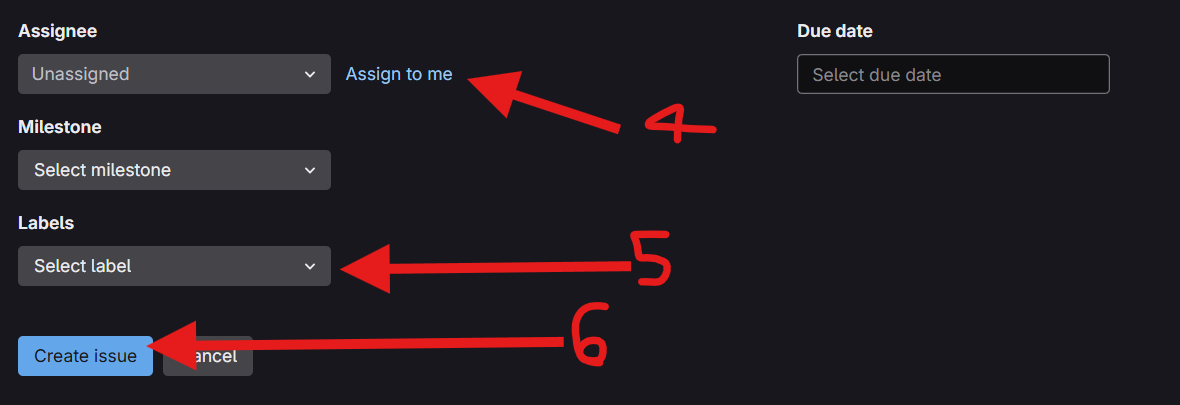 Assignee
Due date
Unassigned
Assign to me
Select due date
4
Milestone
Select milestone
Labels
Select label
5
6
Create issue
ancel